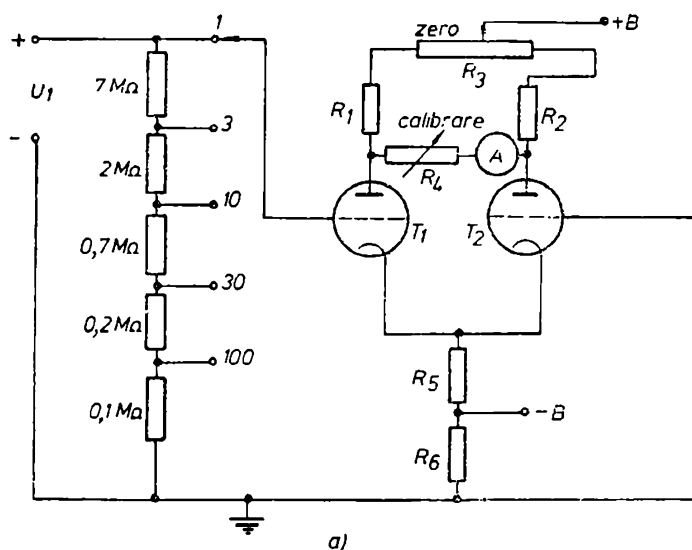 +
U1
-
7 MΩ
2 MΩ
0,7 MΩ
0,2 MΩ
0,1 MΩ
1
3
10
30
100
zero
+B
R3
R1
R2
calibrare
R4
A
T1
T2
R5
-B
R6
a)